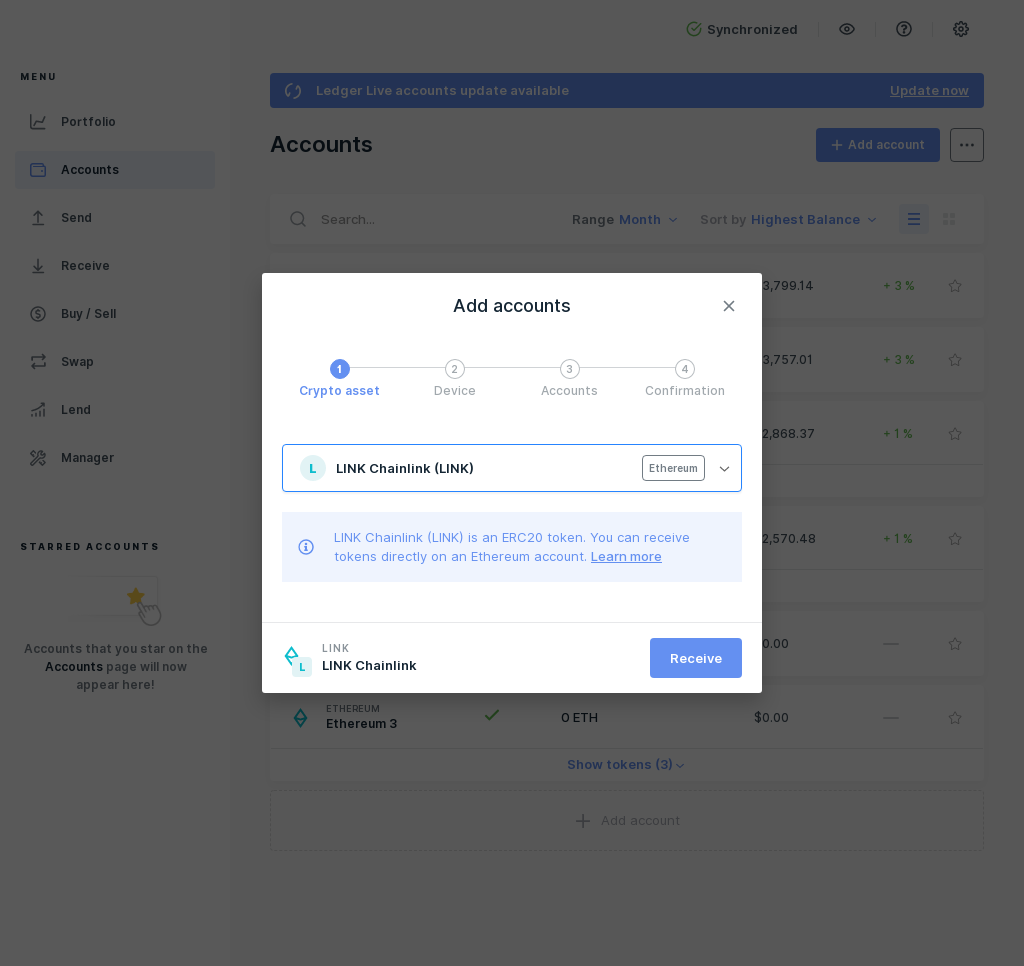 Synchronized
MENU
Ledger Live accounts update available
Update now
Portfolio
Accounts
Add account
Accounts
Send
Search...
Range Month
Sort by Highest Balance
Receive
3,799.14
+ 3 %
Buy / Sell
Add accounts
Swap
3,757.01
+ 3 %
1
2
3
4
Crypto asset
Device
Accounts
Confirmation
Lend
2,868.37
+ 1 %
Manager
L
LINK Chainlink (LINK)
Ethereum
LINK Chainlink (LINK) is an ERC20 token. You can receive
tokens directly on an Ethereum account. Learn more
2,570.48
+ 1 %
STARRED ACCOUNTS
Accounts that you star on the
Accounts page will now
appear here!
LINK
L
LINK Chainlink
Receive
0.00
—
ETHEREUM
Ethereum 3
0 ETH
$0.00
—
Show tokens (3)
Add account